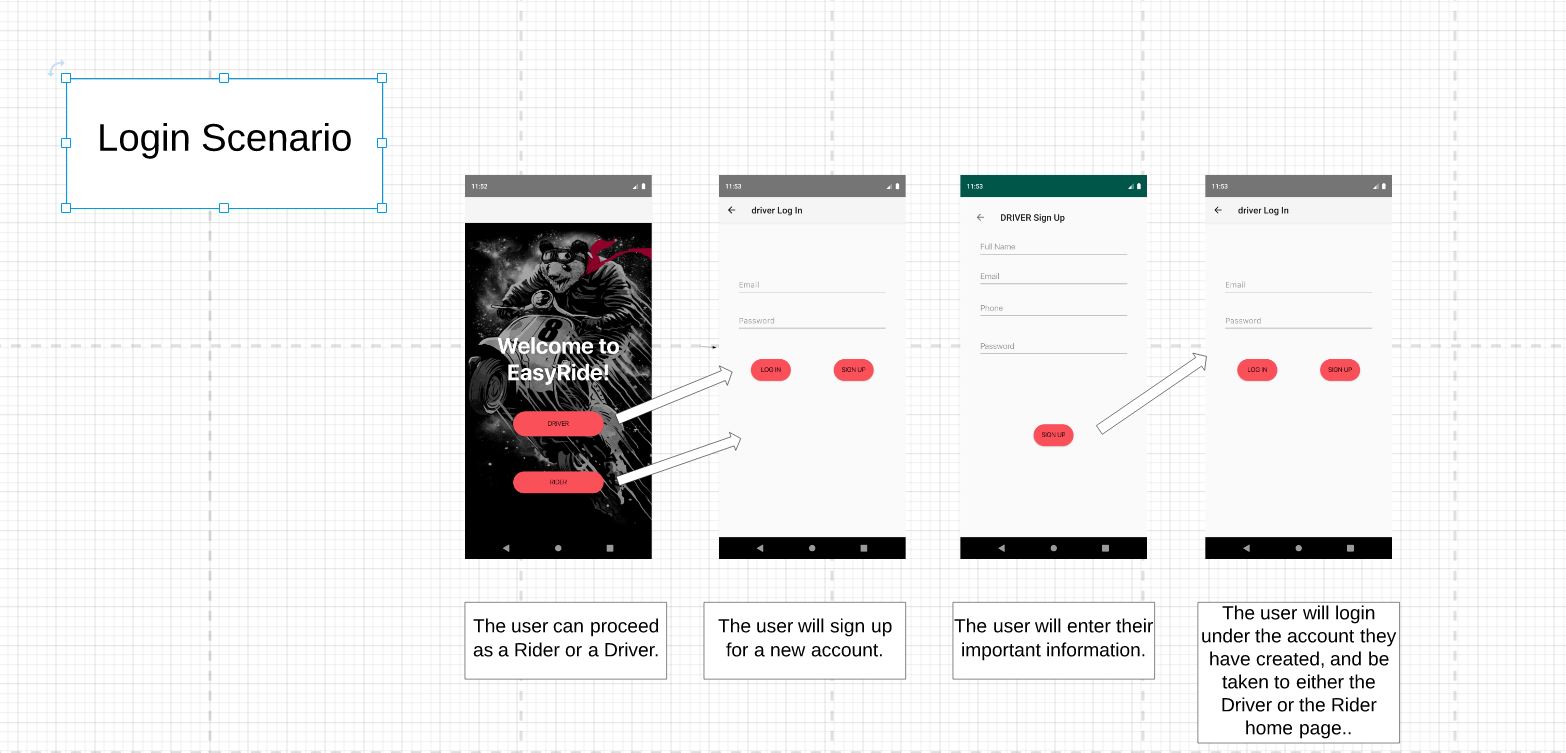 Login Scenario
11:52
Welcome to
EasyRide!
DRIVER
RIDER
11:53
driver Log In
Email
Password
LOG IN SIGN UP
11:53
DRIVER Sign Up
Full Name
Email
Phone
Password
SIGN UP
11:53
driver Log In
Email
Password
LOG IN SIGN UP
8
The user can proceed
as a Rider or a Driver.
The user will sign up
for a new account.
The user will enter their
important information.
The user will login
under the account they
have created, and be
taken to either the
Driver or the Rider
home page..